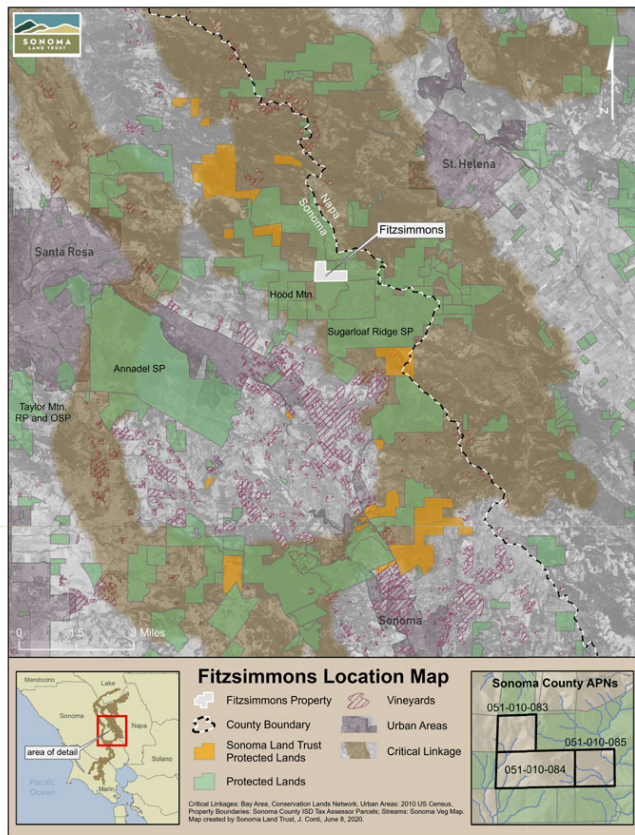 SONOMA
LAND TRUST
N
St. Helena
Napa
Sonoma
Fitzsimmons
Santa Rosa
Hood Mtn.
Sugarloaf Ridge SP
Annadel SP
Taylor Mtn.
RP and OSP
Sonoma
0 1.5 3 Miles
Fitzsimmons Location Map
Mendocino
Lake
Sonoma
Napa
area of detail
Solano
Marin
Pacific
Ocean
Fitzsimmons Property
County Boundary
Sonoma Land Trust
Protected Lands
Protected Lands
Vineyards
Urban Areas
Critical Linkage
Critical Linkages: Bay Area, Conservation Lands Network, Urban Areas: 2010 US Census,
Property Boundaries: Sonoma County ISD Tax Assessor Parcels; Streams: Sonoma Veg Map.
Map created by Sonoma Land Trust, J. Conti, June 8, 2020.
Sonoma County APNs
051-010-083
051-010-085
051-010-084